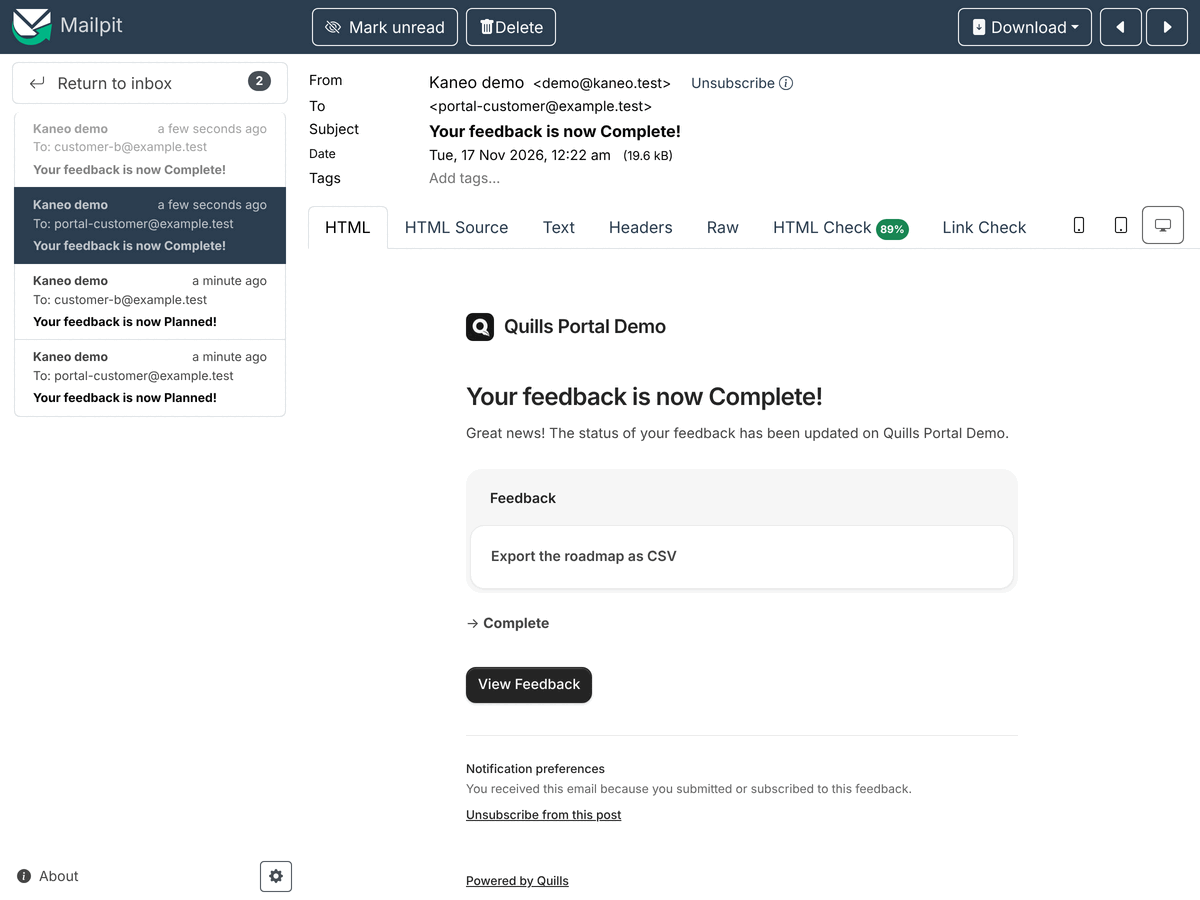 Mailpit
Mark unread
Delete
Download
Return to inbox
2
Kaneo demo a few seconds ago
To: customer-b@example.test
Your feedback is now Complete!
Kaneo demo a few seconds ago
To: portal-customer@example.test
Your feedback is now Complete!
Kaneo demo a minute ago
To: customer-b@example.test
Your feedback is now Planned!
Kaneo demo a minute ago
To: portal-customer@example.test
Your feedback is now Planned!
About
From Kaneo demo <demo@kaneo.test> Unsubscribe
To <portal-customer@example.test>
Subject Your feedback is now Complete!
Date Tue, 17 Nov 2026, 12:22 am (19.6 kB)
Tags Add tags...
HTML HTML Source Text Headers Raw HTML Check 89% Link Check
Quills Portal Demo
Your feedback is now Complete!
Great news! The status of your feedback has been updated on Quills Portal Demo.
Feedback
Export the roadmap as CSV
→ Complete
View Feedback
Notification preferences
You received this email because you submitted or subscribed to this feedback.
Unsubscribe from this post
Powered by Quills